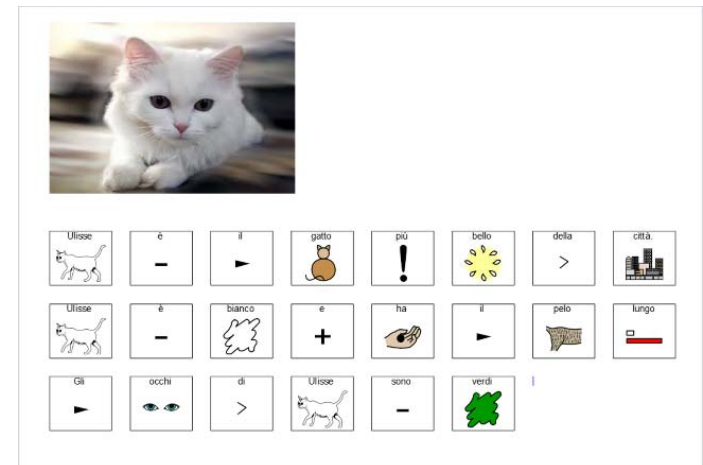 Ulisse è il gatto più bello della città.
Ulisse è bianco e ha il pelo lungo
Gli occhi di Ulisse sono verdi